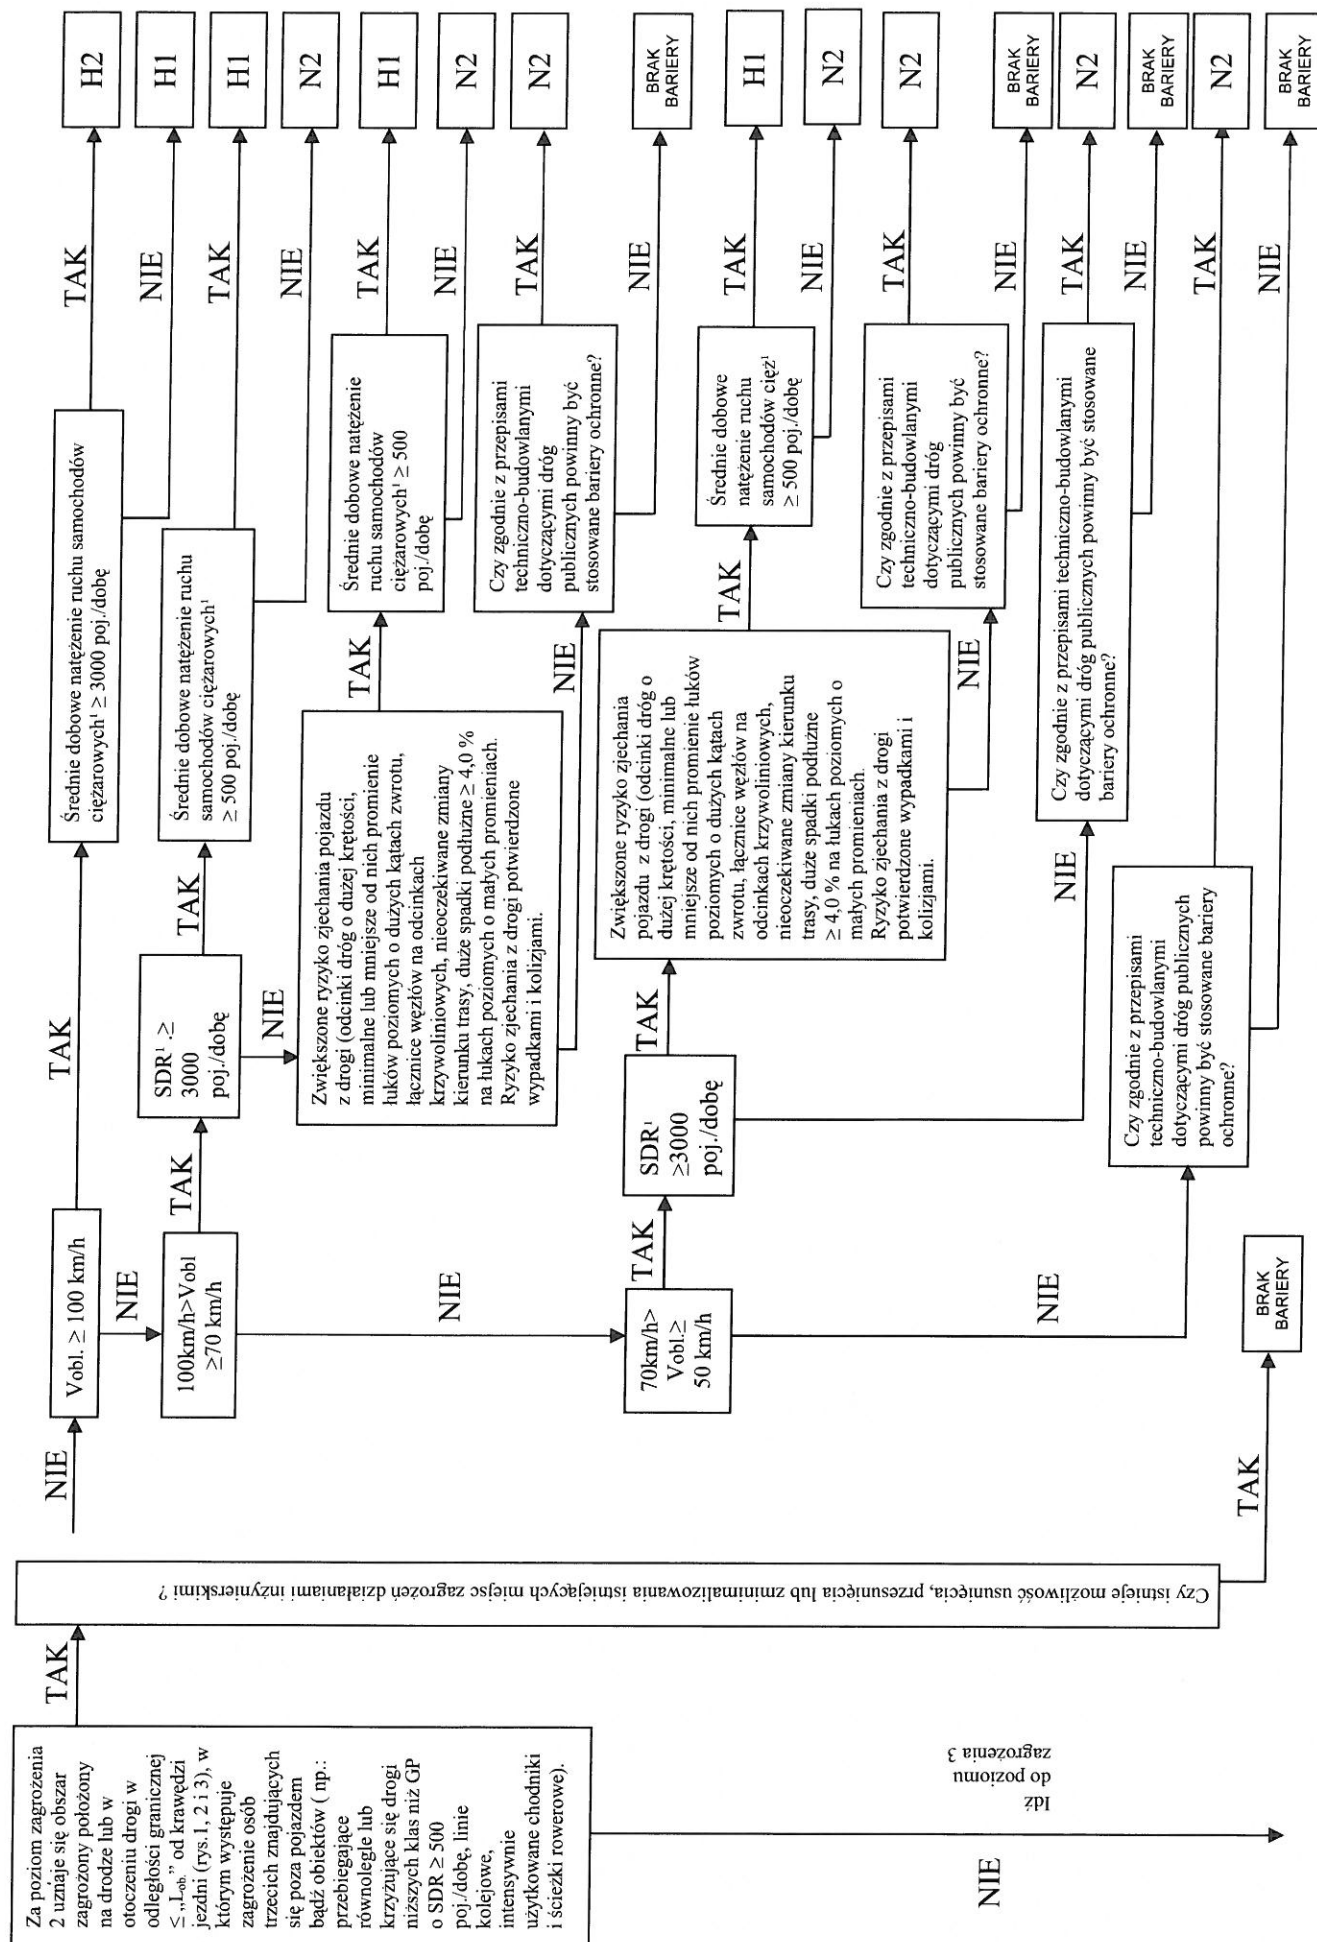 Za poziom zagrożenia
2 uznaje się obszar
zagrożony położony
na drodze lub w
otoczeniu drogi w
odległości granicznej
≤ „Lob.” od krawędzi
jezdni (rys.1, 2 i 3), w
którym występuje
zagrożenie osób
trzecich znajdujących
się poza pojazdem
bądź obiektów ( np.:
przebiegające
równolegle lub
krzyżujące się drogi
niższych klas niż GP
o SDR ≥ 500
poj./dobę, linie
kolejowe,
intensywnie
użytkowane chodniki
i ścieżki rowerowe).
TAK
NIE
Idź
do poziomu
zagrożenia 3
Czy istnieje możliwość usunięcia, przesunięcia lub zminimalizowania istniejących miejsc zagrożeń działaniami inżynierskimi ?
NIE
TAK
BRAK
BARIERY
Vobl. ≥ 100 km/h
TAK
NIE
Średnie dobowe natężenie ruchu samochodów
ciężarowych¹ ≥ 3000 poj./dobę
TAK
H2
NIE
H1
100km/h>Vobl
≥70 km/h
TAK
NIE
SDR¹ .≥
3000
poj./dobę
TAK
NIE
Średnie dobowe natężenie ruchu
samochodów ciężarowych¹
≥ 500 poj./dobę
TAK
H1
NIE
N2
Zwiększone ryzyko zjechania pojazdu
z drogi (odcinki dróg o dużej krętości,
minimalne lub mniejsze od nich promienie
łuków poziomych o dużych kątach zwrotu,
łącznice węzłów na odcinkach
krzywoliniowych, nieoczekiwane zmiany
kierunku trasy, duże spadki podłużne ≥ 4,0 %
na łukach poziomych o małych promieniach.
Ryzyko zjechania z drogi potwierdzone
wypadkami i kolizjami.
TAK
NIE
Średnie dobowe natężenie
ruchu samochodów
ciężarowych¹ ≥ 500
poj./dobę
TAK
H1
NIE
N2
Czy zgodnie z przepisami
techniczno-budowlanymi
dotyczącymi dróg
publicznych powinny być
stosowane bariery ochronne?
TAK
N2
NIE
BRAK
BARIERY
70km/h>
Vobl.≥
50 km/h
TAK
NIE
SDR¹
≥3000
poj./dobę
TAK
NIE
Zwiększone ryzyko zjechania
pojazdu z drogi (odcinki dróg o
dużej krętości, minimalne lub
mniejsze od nich promienie łuków
poziomych o dużych kątach
zwrotu, łącznice węzłów na
odcinkach krzywoliniowych,
nieoczekiwane zmiany kierunku
trasy, duże spadki podłużne
≥ 4,0 % na łukach poziomych o
małych promieniach.
Ryzyko zjechania z drogi
potwierdzone wypadkami i
kolizjami.
TAK
NIE
Średnie dobowe
natężenie ruchu
samochodów cięż¹
≥ 500 poj./dobę
TAK
H1
NIE
N2
Czy zgodnie z przepisami
techniczno-budowlanymi
dotyczącymi dróg
publicznych powinny być
stosowane bariery ochronne?
TAK
N2
NIE
BRAK
BARIERY
Czy zgodnie z przepisami techniczno-budowlanymi
dotyczącymi dróg publicznych powinny być stosowane
bariery ochronne?
TAK
N2
NIE
BRAK
BARIERY
Czy zgodnie z przepisami
techniczno-budowlanymi
dotyczącymi dróg publicznych
powinny być stosowane bariery
ochronne?
TAK
N2
NIE
BRAK
BARIERY